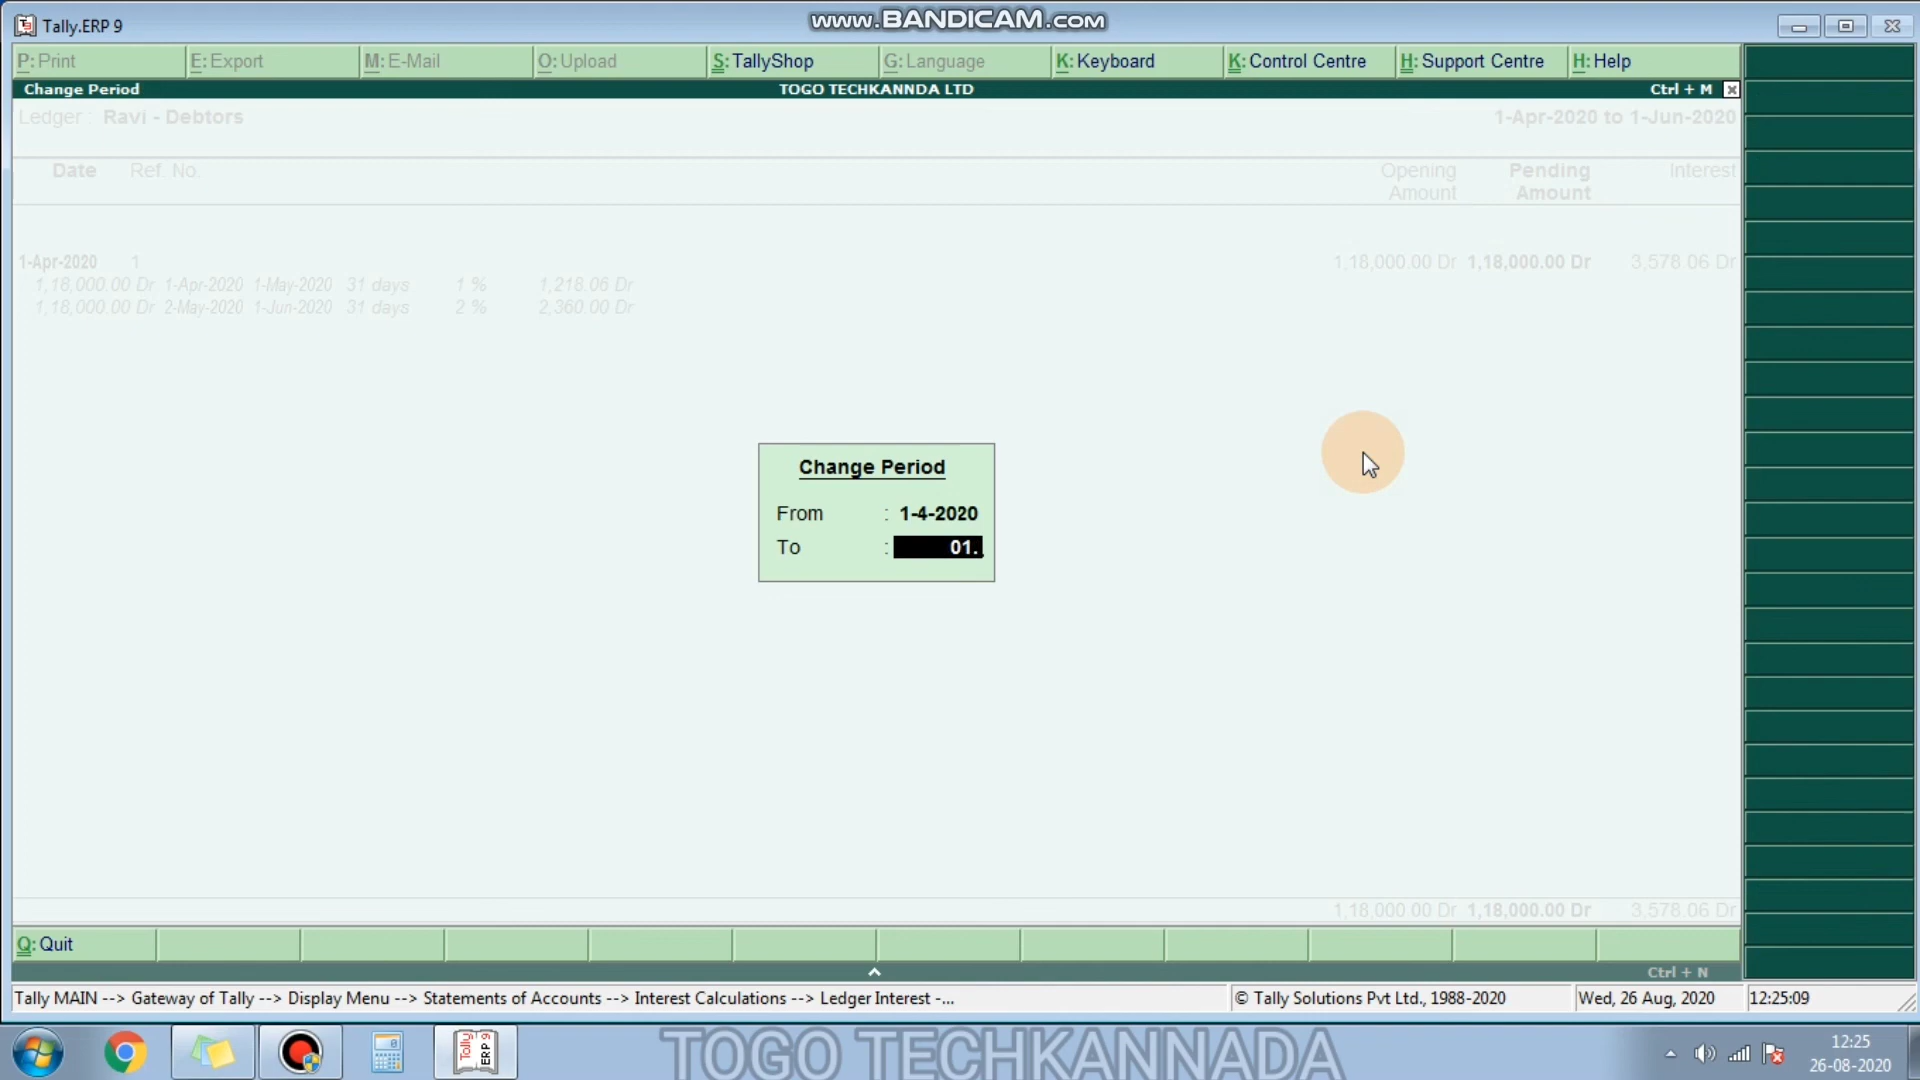 www.BANDICAM.com
Tally.ERP 9
P: Print E: Export M: E-Mail O: Upload S: TallyShop G: Language K: Keyboard K: Control Centre H: Support Centre H: Help
Change Period TOGO TECHKANNDA LTD Ctrl + M
Ledger : Ravi - Debtors 1-Apr-2020 to 1-Jun-2020
Date Ref. No. Opening Pending Interest
Amount Amount
1-Apr-2020 1 1,18,000.00 Dr 1,18,000.00 Dr 3,578.06 Dr
1,18,000.00 Dr 1-Apr-2020 1-May-2020 31 days 1 % 1,218.06 Dr
1,18,000.00 Dr 2-May-2020 1-Jun-2020 31 days 2 % 2,360.00 Dr
Change Period
From : 1-4-2020
To : 01.
1,18,000.00 Dr 1,18,000.00 Dr 3,578.06 Dr
Q: Quit
Ctrl + N
Tally MAIN --> Gateway of Tally --> Display Menu --> Statements of Accounts --> Interest Calculations --> Ledger Interest -... © Tally Solutions Pvt Ltd., 1988-2020 Wed, 26 Aug, 2020 12:25:09
Tally ERP 9
TOGO TECHKANNADA
12:25
26-08-2020